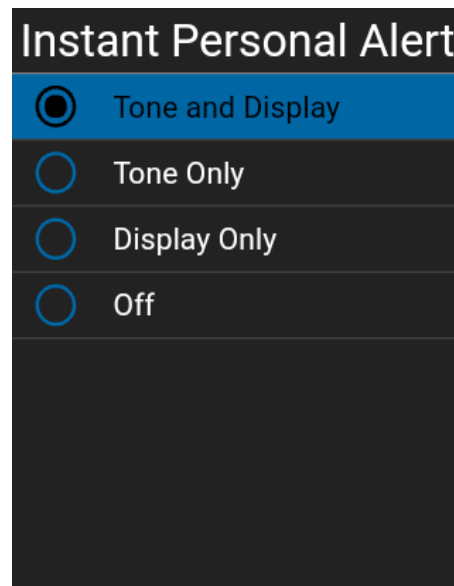 Instant Personal Alert
Tone and Display
Tone Only
Display Only
Off